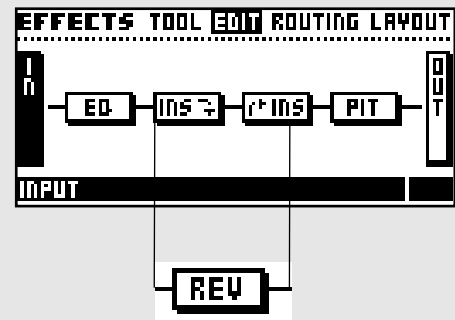 EFFECTS TOOL EDIT ROUTING LAYOUT
In OUT
EQ INS INS PIT
INPUT
REV